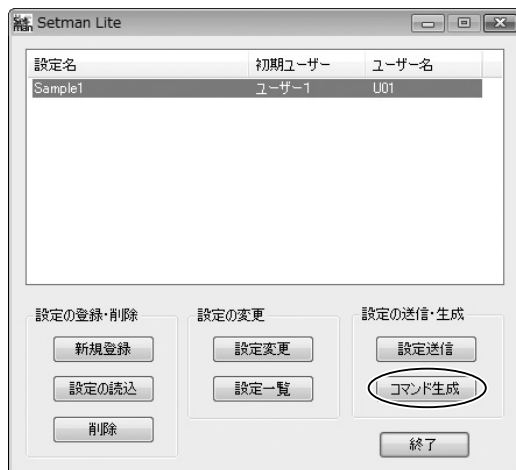 Setman Lite
設定名 初期ユーザー ユーザー名
Sample1 ユーザー1 U01
設定の登録・削除 設定の変更 設定の送信・生成
新規登録 設定変更 設定送信
設定の読込 設定一覧 コマンド生成
削除
終了